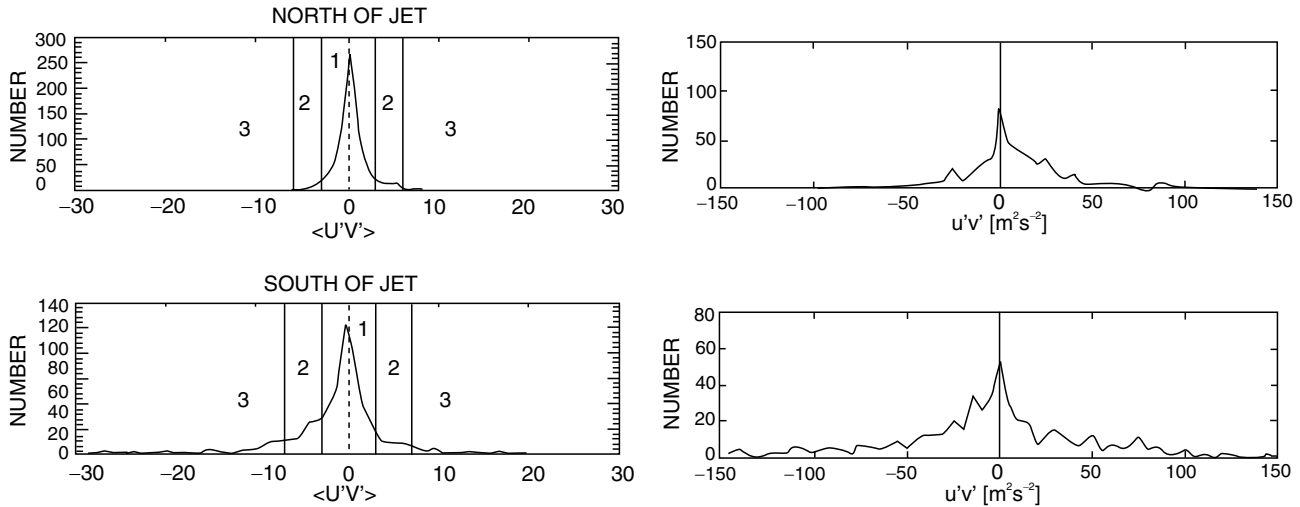 NORTH OF JET
NUMBER
300
250
200
150
100
50
0
3 2 1 2 3
−30 −20 −10 0 10 20 30
<U'V'>
NUMBER
150
100
50
0
−150 −100 −50 0 50 100 150
u'v' [m²s⁻²]
SOUTH OF JET
NUMBER
140
120
100
80
60
40
20
0
3 2 1 2 3
−30 −20 −10 0 10 20 30
<U'V'>
NUMBER
80
60
40
20
0
−150 −100 −50 0 50 100 150
u'v' [m²s⁻²]